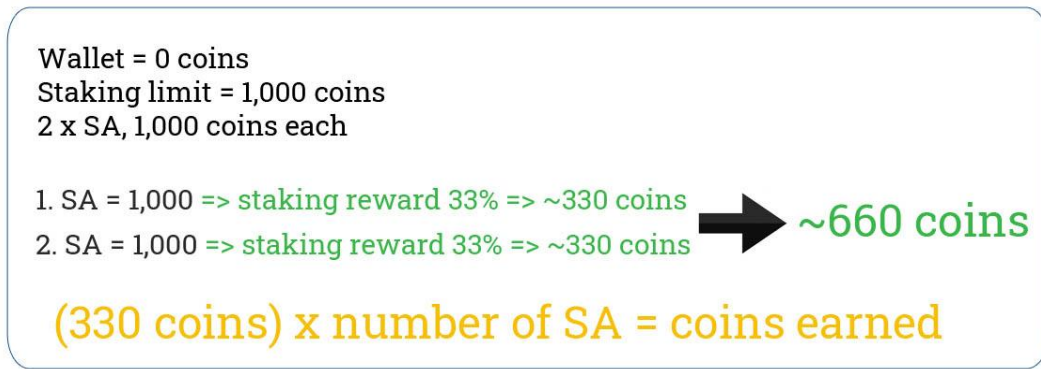 Wallet = 0 coins
Staking limit = 1,000 coins
2 x SA, 1,000 coins each
1. SA = 1,000 => staking reward 33% => ~330 coins
2. SA = 1,000 => staking reward 33% => ~330 coins
~660 coins
(330 coins) x number of SA = coins earned